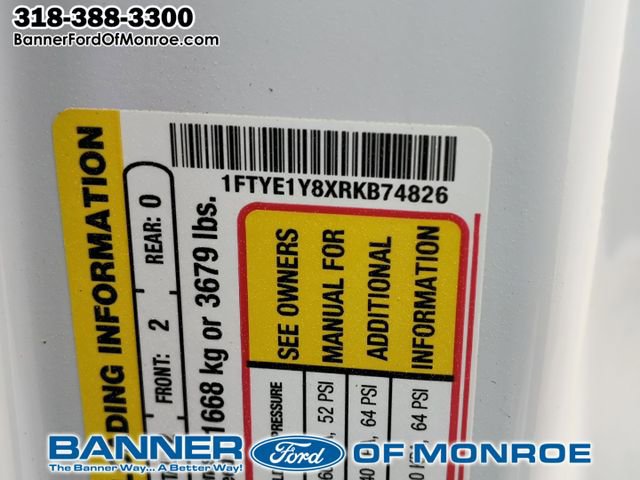 318-388-3300
BannerFordOfMonroe.com
1FTYE1Y8XRKB74826
DING INFORMATION
FRONT: 2 REAR: 0
1668 kg or 3679 lbs.
SEE OWNERS
MANUAL FOR
ADDITIONAL
INFORMATION
PRESSURE
52 PSI
64 PSI
64 PSI
BANNER Ford OF MONROE
The Banner Way... A Better Way!